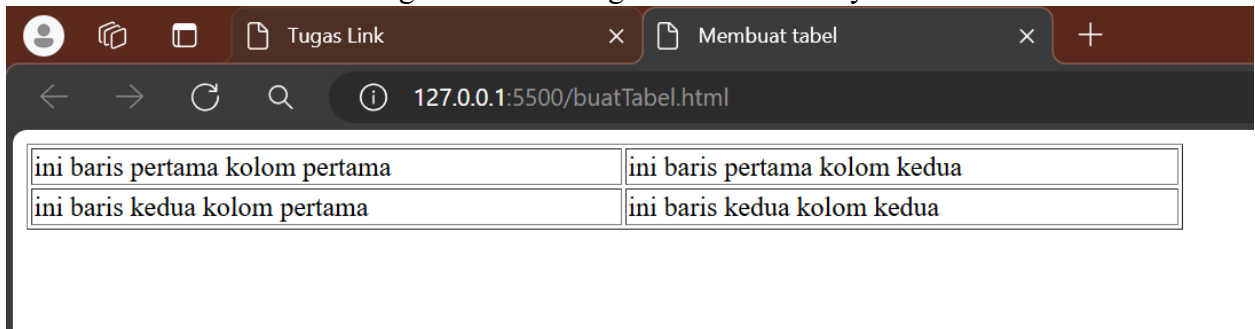 Tugas Link
Membuat tabel
127.0.0.1:5500/buatTabel.html
ini baris pertama kolom pertama
ini baris pertama kolom kedua
ini baris kedua kolom pertama
ini baris kedua kolom kedua